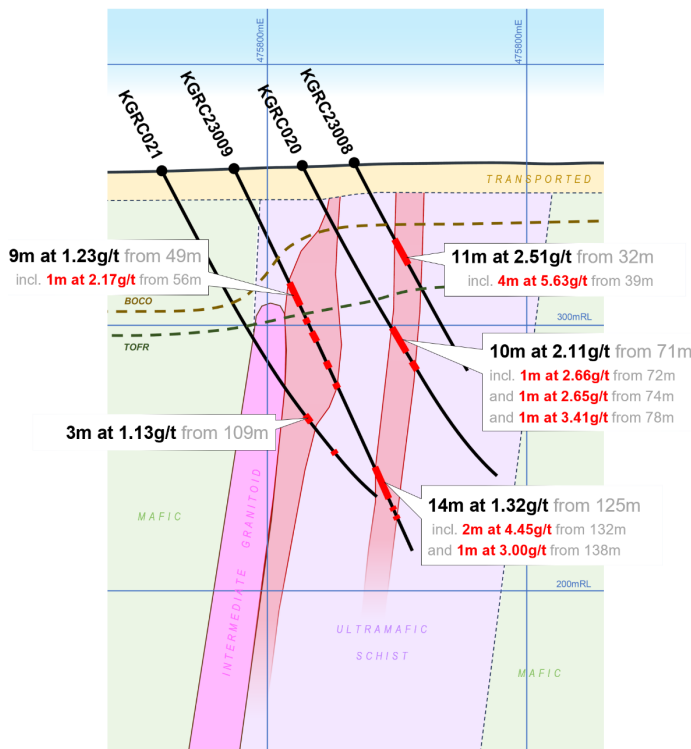 475800mE
475800mE
KGRC021
KGRC23009
KGRC020
KGRC23008
TRANSPORTED
9m at 1.23g/t from 49m
incl. 1m at 2.17g/t from 56m
11m at 2.51g/t from 32m
incl. 4m at 5.63g/t from 39m
BOCO
TOFR
300mRL
10m at 2.11g/t from 71m
incl. 1m at 2.66g/t from 72m
and 1m at 2.65g/t from 74m
and 1m at 3.41g/t from 78m
3m at 1.13g/t from 109m
14m at 1.32g/t from 125m
incl. 2m at 4.45g/t from 132m
and 1m at 3.00g/t from 138m
MAFIC
INTERMEDIATE GRANITOID
200mRL
ULTRAMAFIC
SCHIST
MAFIC